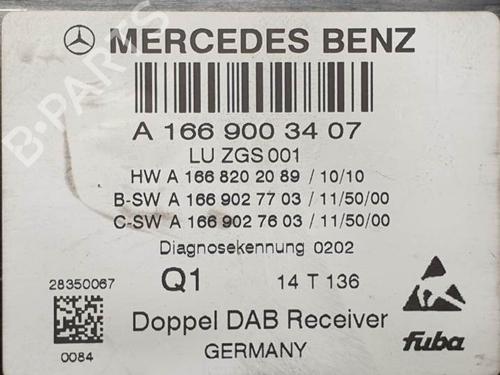 MERCEDES BENZ
A 166 900 34 07
LU ZGS 001
HW A 166 820 20 89 / 10/10
B-SW A 166 902 77 03 / 11/50/00
C-SW A 166 902 76 03 / 11/50/00
Diagnosekennung 0202
28350067
Q1
14 T 136
0084
Doppel DAB Receiver
GERMANY
fuba
B-PARTS